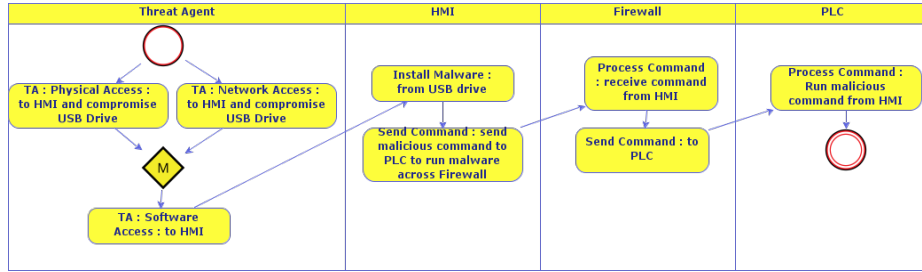 Threat Agent
HMI
Firewall
PLC
TA : Physical Access :
to HMI and compromise
USB Drive
TA : Network Access :
to HMI and compromise
USB Drive
M
TA : Software
Access : to HMI
Install Malware :
from USB drive
Send Command : send
malicious command to
PLC to run malware
across Firewall
Process Command
: receive command
from HMI
Send Command : to
PLC
Process Command :
Run malicious
command from HMI